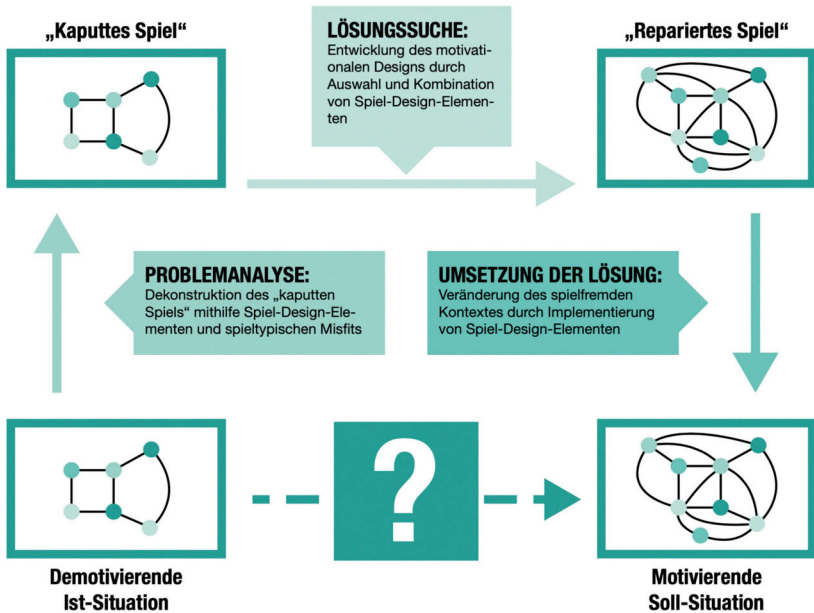 „Kaputtes Spiel“
LÖSUNGSSUCHE:
Entwicklung des motivati-
onalen Designs durch
Auswahl und Kombination
von Spiel-Design-Elemen-
ten
„Repariertes Spiel“
PROBLEMANALYSE:
Dekonstruktion des „kaputten
Spiels“ mithilfe Spiel-Design-Ele-
menten und spieltypischen Misfits
UMSETZUNG DER LÖSUNG:
Veränderung des spielfremden
Kontextes durch Implementierung
von Spiel-Design-Elementen
?
Demotivierende
Ist-Situation
Motivierende
Soll-Situation